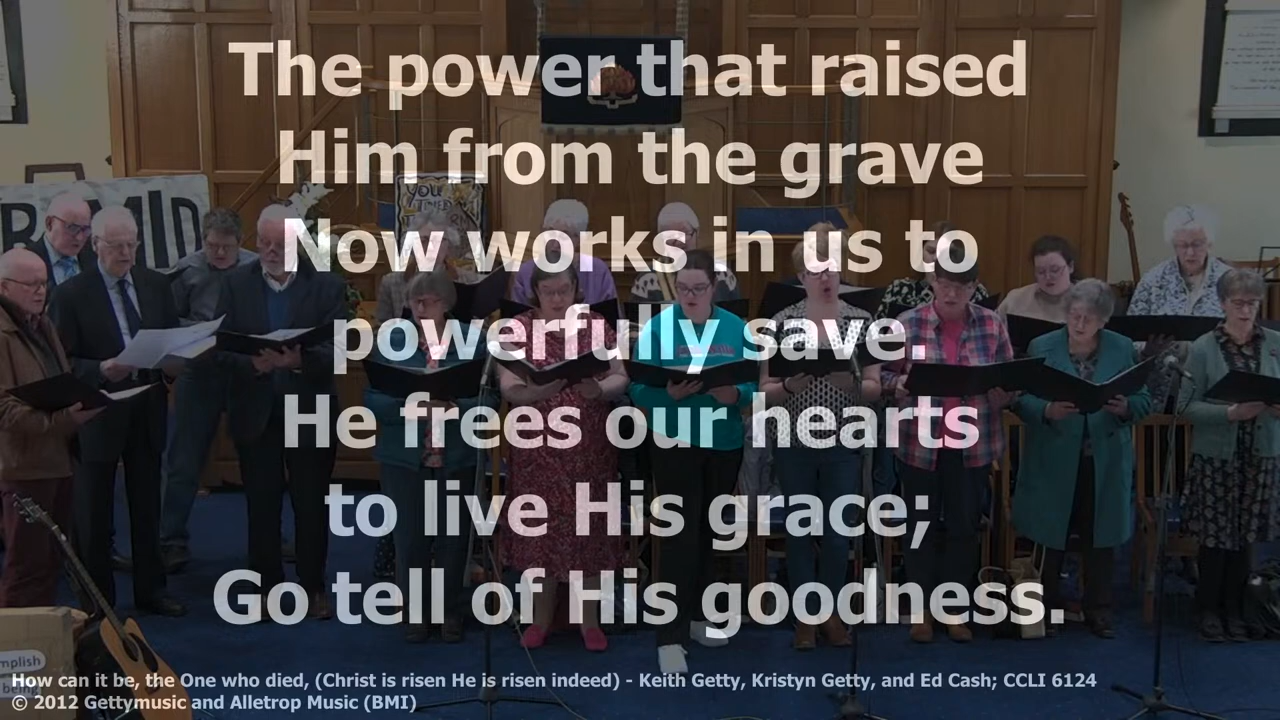 The power that raised
Him from the grave
Now works in us to
powerfully save.
He frees our hearts
to live His grace;
Go tell of His goodness.
How can it be, the One who died, (Christ is risen He is risen indeed) - Keith Getty, Kristyn Getty, and Ed Cash; CCLI 6124
© 2012 Gettymusic and Alletrop Music (BMI)
YOU
mplish
being